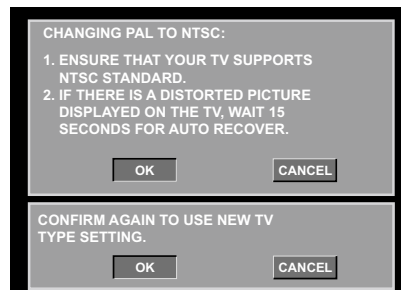 CHANGING PAL TO NTSC:
1. ENSURE THAT YOUR TV SUPPORTS
NTSC STANDARD.
2. IF THERE IS A DISTORTED PICTURE
DISPLAYED ON THE TV, WAIT 15
SECONDS FOR AUTO RECOVER.
OK CANCEL
CONFIRM AGAIN TO USE NEW TV
TYPE SETTING.
OK CANCEL